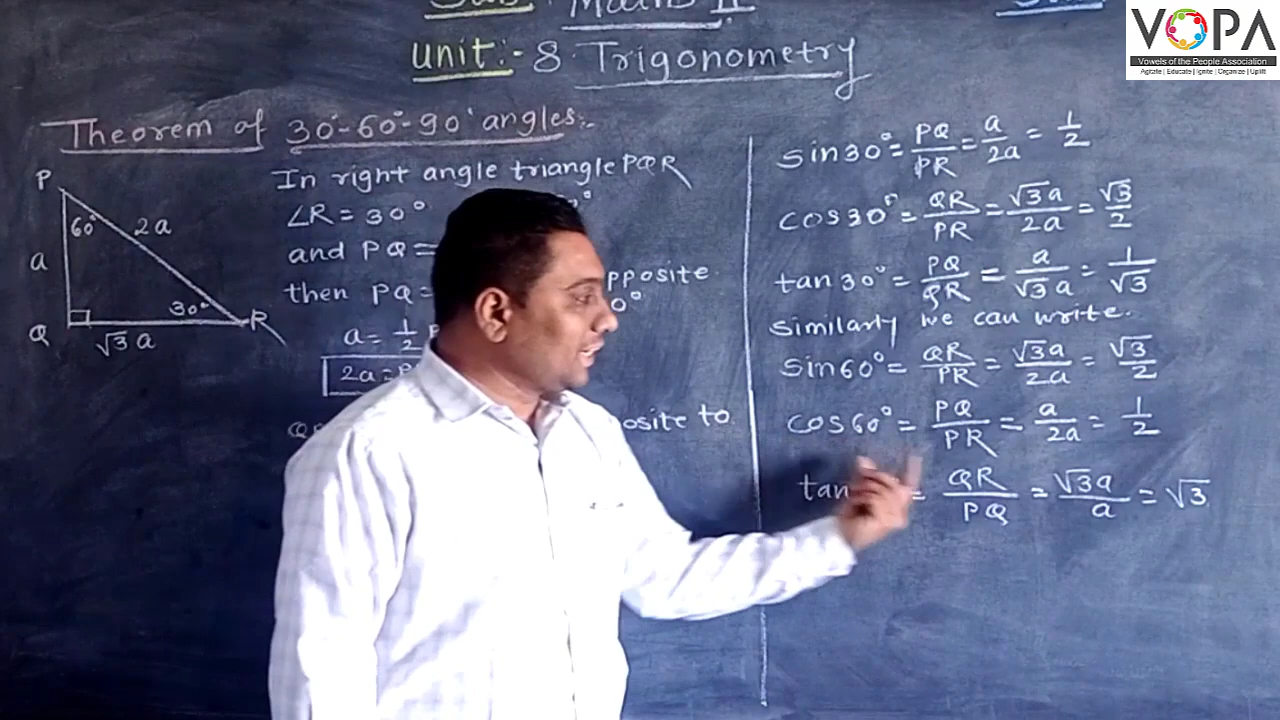 Maths II
Unit:- 8 Trigonometry
VOPA
Vowels of the People Association
Agitate | Educate | Ignite | Organize | Uplift
Theorem of 30°-60°-90° angles:-
P
60°
2a
a
30°
Q
R
√3 a
In right angle triangle PQR
∠R = 30°
and PQ =
then PQ =
a = 1/2
2a =
osite to
sin30° = PQ/PR = a/2a = 1/2
cos30° = QR/PR = √3a/2a = √3/2
tan30° = PQ/QR = a/√3a = 1/√3
Similarly we can write.
sin60° = QR/PR = √3a/2a = √3/2
cos60° = PQ/PR = a/2a = 1/2
tan = QR/PQ = √3a/a = √3